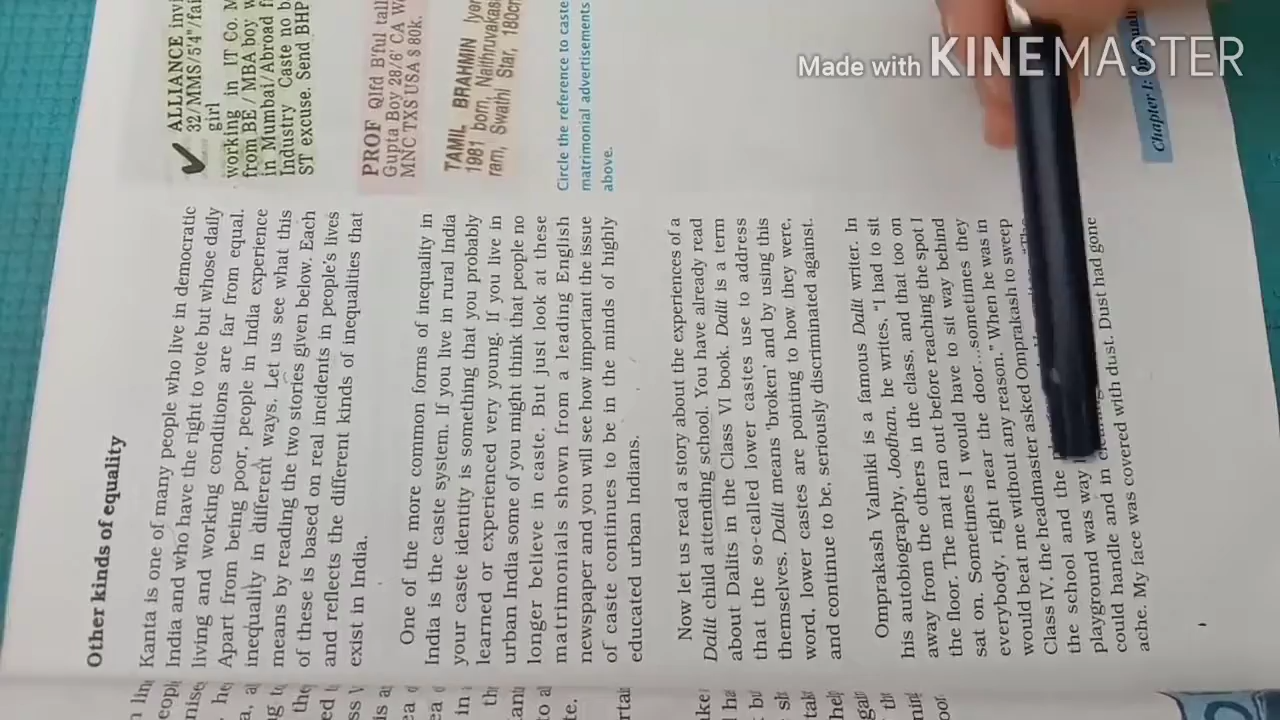 Other kinds of equality
Kanta is one of many people who live in democratic
India and who have the right to vote but whose daily
living and working conditions are far from equal.
Apart from being poor, people in India experience
inequality in different ways. Let us see what this
means by reading the two stories given below. Each
of these is based on real incidents in people's lives
and reflects the different kinds of inequalities that
exist in India.
One of the more common forms of inequality in
India is the caste system. If you live in rural India
your caste identity is something that you probably
learned or experienced very young. If you live in
urban India some of you might think that people no
longer believe in caste. But just look at these
matrimonials shown from a leading English
newspaper and you will see how important the issue
of caste continues to be in the minds of highly
educated urban Indians.
Now let us read a story about the experiences of a
Dalit child attending school. You have already read
about Dalits in the Class VI book. Dalit is a term
that the so-called lower castes use to address
themselves. Dalit means 'broken' and by using this
word, lower castes are pointing to how they were,
and continue to be, seriously discriminated against.
Omprakash Valmiki is a famous Dalit writer. In
his autobiography, Joothan, he writes, "I had to sit
away from the others in the class, and that too on
the floor. The mat ran out before reaching the spot I
sat on. Sometimes I would have to sit way behind
everybody, right near the door...sometimes they
would beat me without any reason." When he was in
Class IV, the headmaster asked Omprakash to sweep
the school and the
playground was way
could handle and in dust. Dust had gone
ache. My face was covered with
ALLIANCE
32/MMS/5'4"
girl
working in IT Co.
from BE / MBA boy
in Mumbai/Abroad
Industry Caste no
ST excuse. Send BHP
PROF Qlfd B'ful tall
Gupta Boy 28/6' CA
MNC TXS USA $ 80k.
TAMIL BRAHMIN Iyer
1981 born,
ram, Swathi Star,
Circle the reference to caste
matrimonial advertisements
above.
Chapter 1:
Made with KINEMASTER